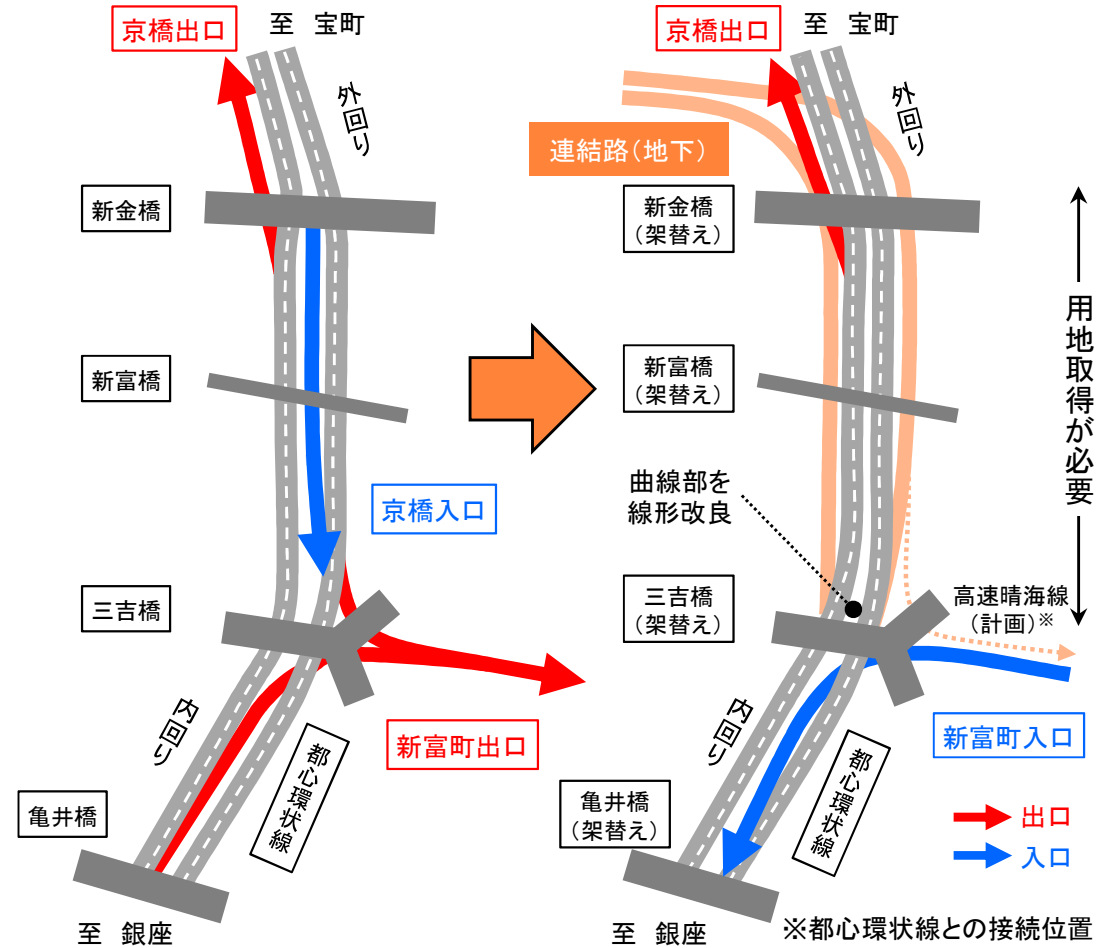 京橋出口
至 宝町
外回り
新金橋
新富橋
京橋入口
三吉橋
内回り
新富町出口
都心環状線
亀井橋
至 銀座
京橋出口
至 宝町
外回り
連結路(地下)
新金橋
(架替え)
新富橋
(架替え)
用地取得が必要
曲線部を
線形改良
三吉橋
(架替え)
高速晴海線
(計画)※
内回り
新富町入口
都心環状線
亀井橋
(架替え)
出口
入口
至 銀座
※都心環状線との接続位置